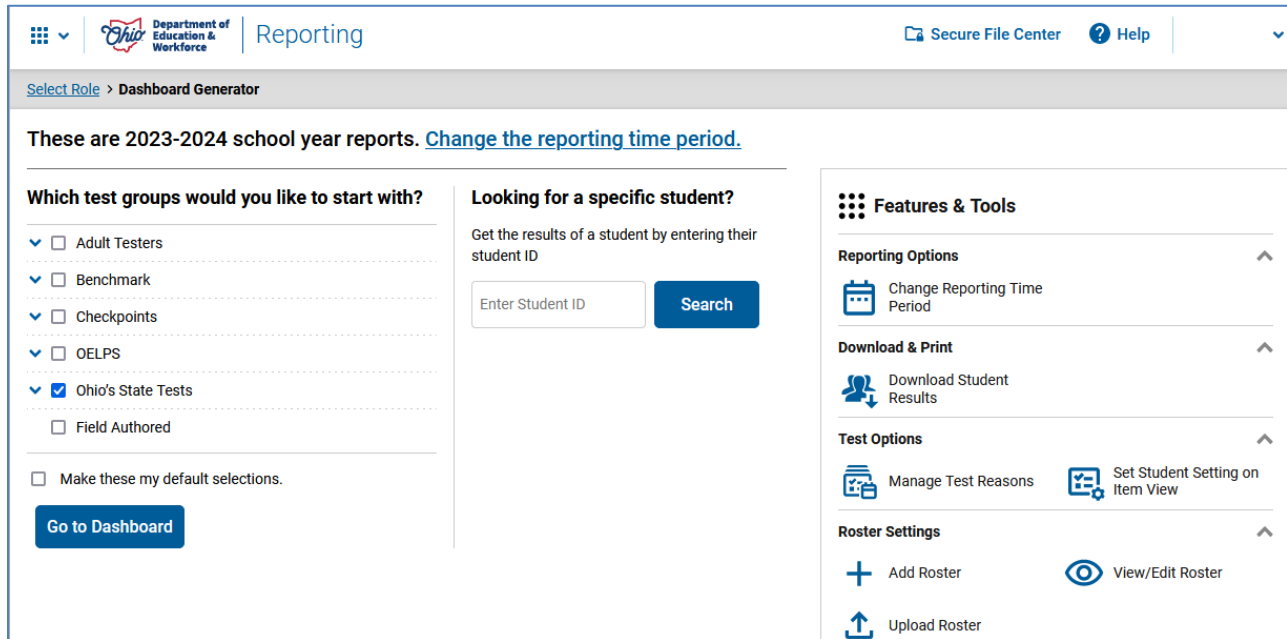 Ohio
Department of
Education &
Workforce
Reporting
Secure File Center
Help
Select Role > Dashboard Generator
These are 2023-2024 school year reports. Change the reporting time period.
Which test groups would you like to start with?
Adult Testers
Benchmark
Checkpoints
OELPS
Ohio's State Tests
Field Authored
Make these my default selections.
Go to Dashboard
Looking for a specific student?
Get the results of a student by entering their
student ID
Enter Student ID
Search
Features & Tools
Reporting Options
Change Reporting Time
Period
Download & Print
Download Student
Results
Test Options
Manage Test Reasons
Set Student Setting on
Item View
Roster Settings
Add Roster
View/Edit Roster
Upload Roster